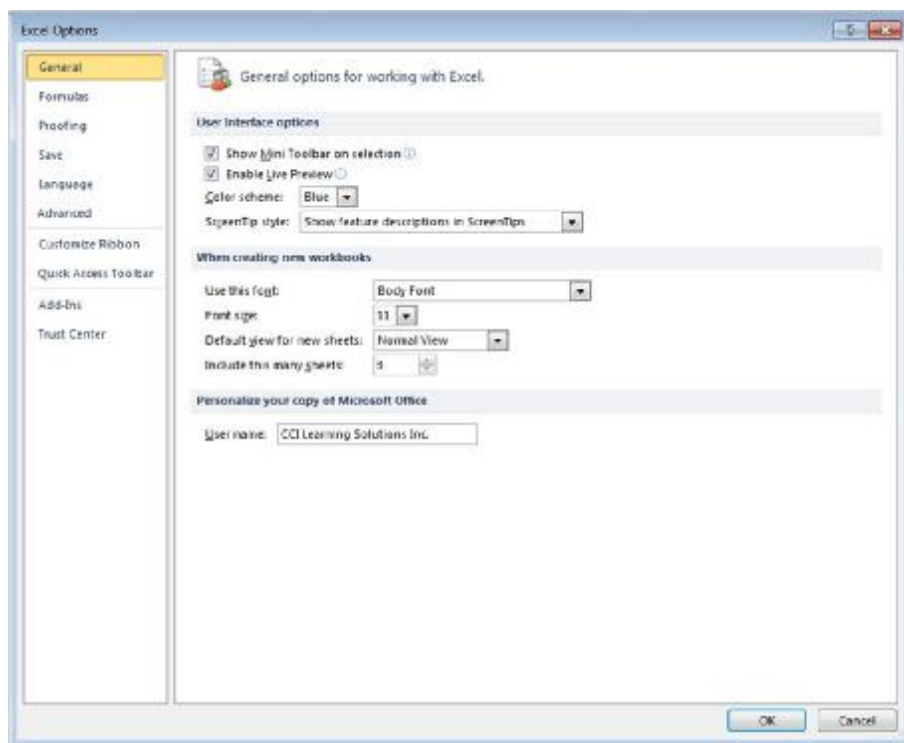 Excel Options
General
Formulas
Proofing
Save
Language
Advanced
Customize Ribbon
Quick Access Toolbar
Add-Ins
Trust Center
General options for working with Excel.
User Interface options
Show Mini Toolbar on selection
Enable Live Preview
Color scheme: Blue
ScreenTip style: Show feature descriptions in ScreenTips
When creating new workbooks
Use this font: Body Font
Font size: 11
Default view for new sheets: Normal View
Include this many sheets: 3
Personalize your copy of Microsoft Office
User name: CCI Learning Solutions Inc.
OK Cancel